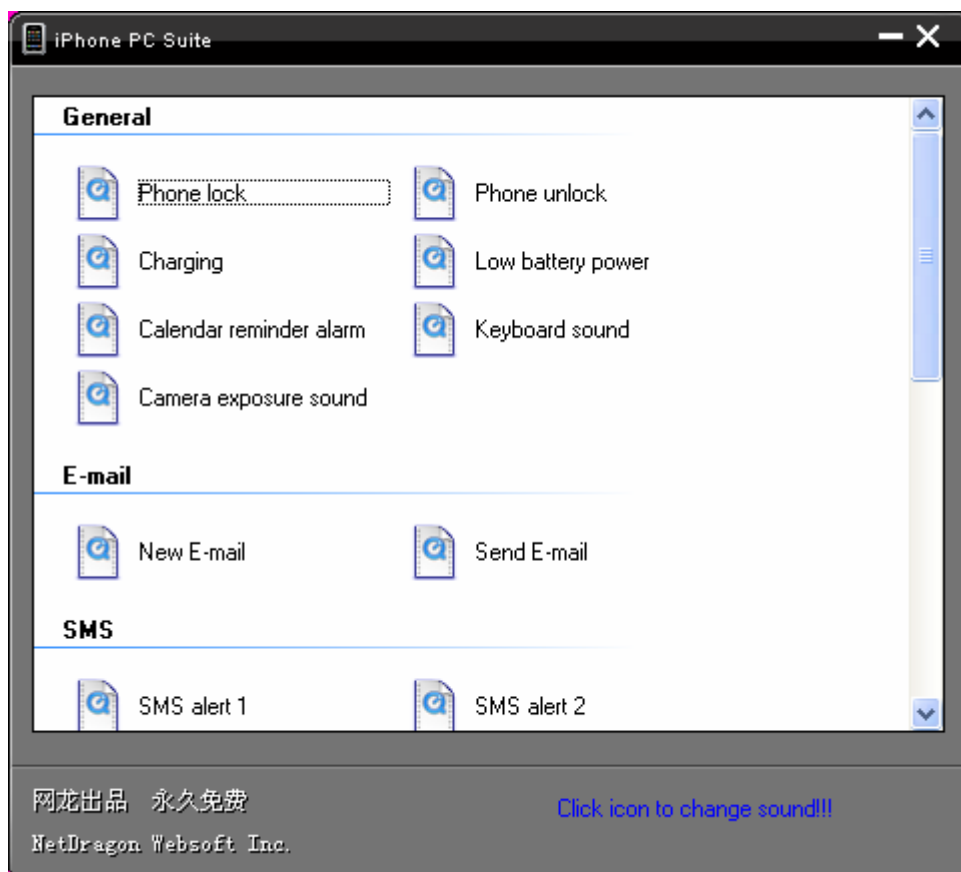 iPhone PC Suite
General
Phone lock
Phone unlock
Charging
Low battery power
Calendar reminder alarm
Keyboard sound
Camera exposure sound
E-mail
New E-mail
Send E-mail
SMS
SMS alert 1
SMS alert 2
网龙出品 永久免费
Click icon to change sound!!!
NetDragon Websoft Inc.